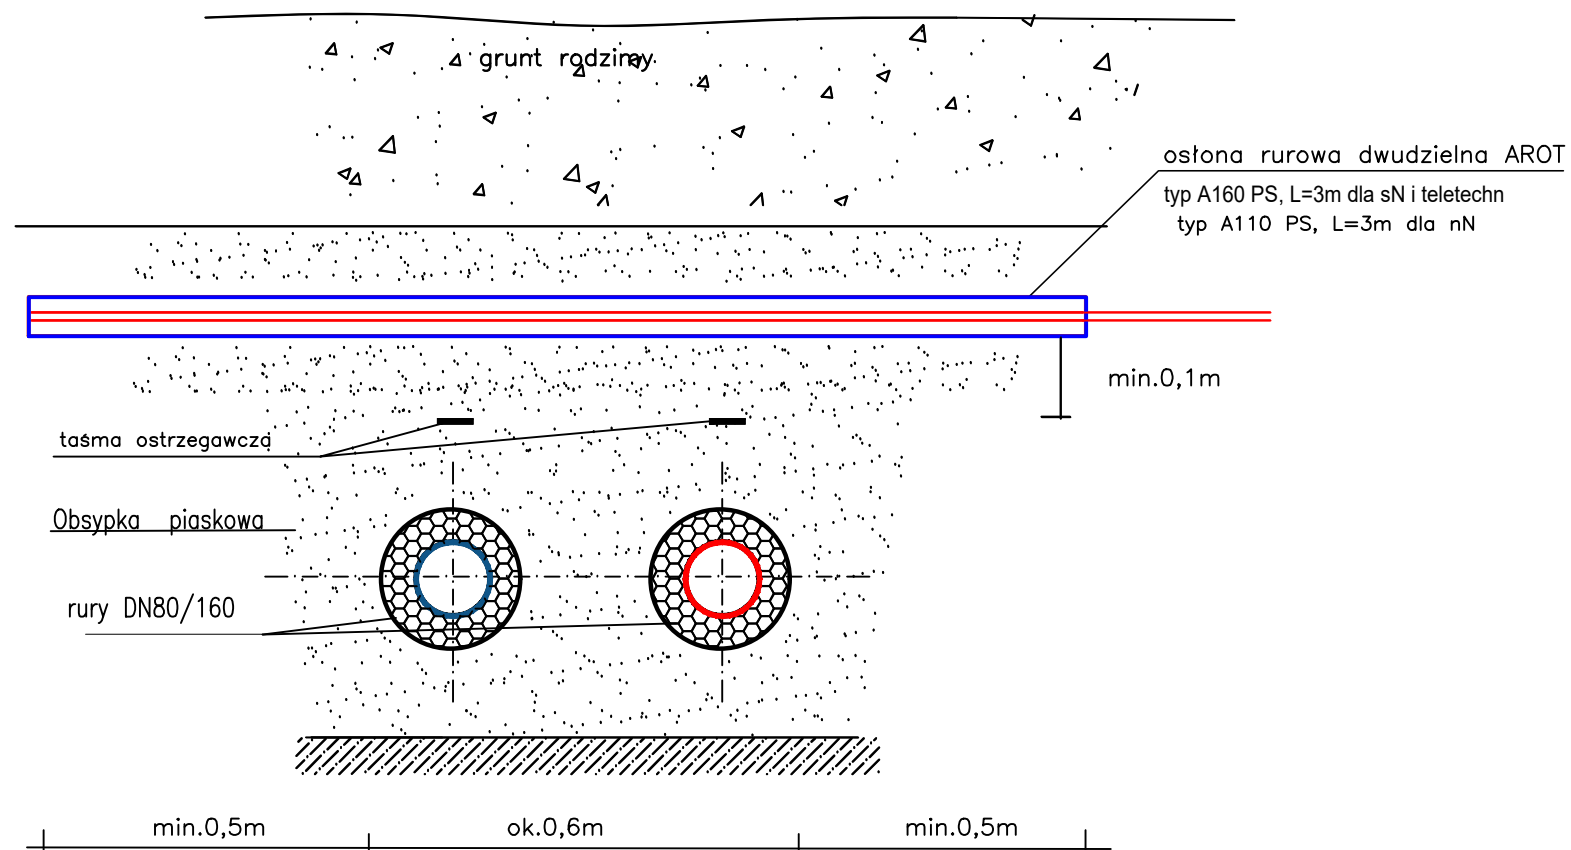 grunt rodzimy
osłona rurowa dwudzielna AROT
typ A160 PS, L=3m dla sN i teletechn
typ A110 PS, L=3m dla nN
min.0,1m
taśma ostrzegawcza
Obsypka piaskowa
rury DN80/160
min.0,5m ok.0,6m min.0,5m